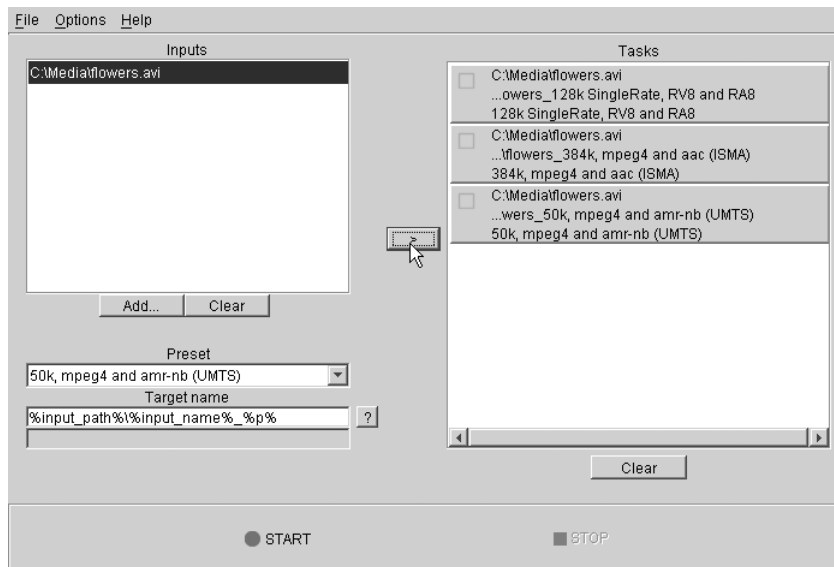 File Options Help
Inputs
C:\Media\flowers.avi
Add... Clear
Preset
50k, mpeg4 and amr-nb (UMTS)
Target name
%input_path%\%input_name%_%p%
?
>
Tasks
C:\Media\flowers.avi
...owers_128k SingleRate, RV8 and RA8
128k SingleRate, RV8 and RA8
C:\Media\flowers.avi
...\flowers_384k, mpeg4 and aac (ISMA)
384k, mpeg4 and aac (ISMA)
C:\Media\flowers.avi
...wers_50k, mpeg4 and amr-nb (UMTS)
50k, mpeg4 and amr-nb (UMTS)
Clear
START STOP